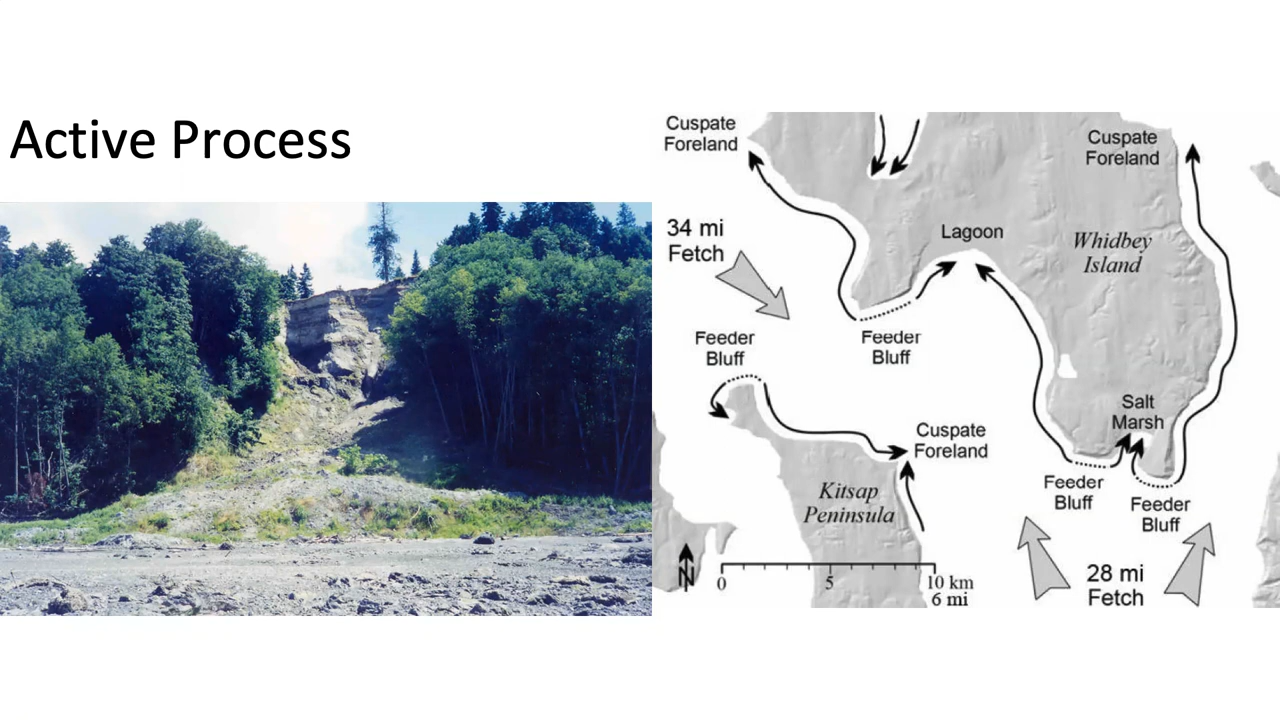 Active Process
Cuspate
Foreland
Cuspate
Foreland
34 mi
Fetch
Lagoon
Whidbey
Island
Feeder
Bluff
Feeder
Bluff
Salt
Marsh
Cuspate
Foreland
Feeder
Bluff
Feeder
Bluff
Kitsap
Peninsula
N
0
5
10 km
6 mi
28 mi
Fetch